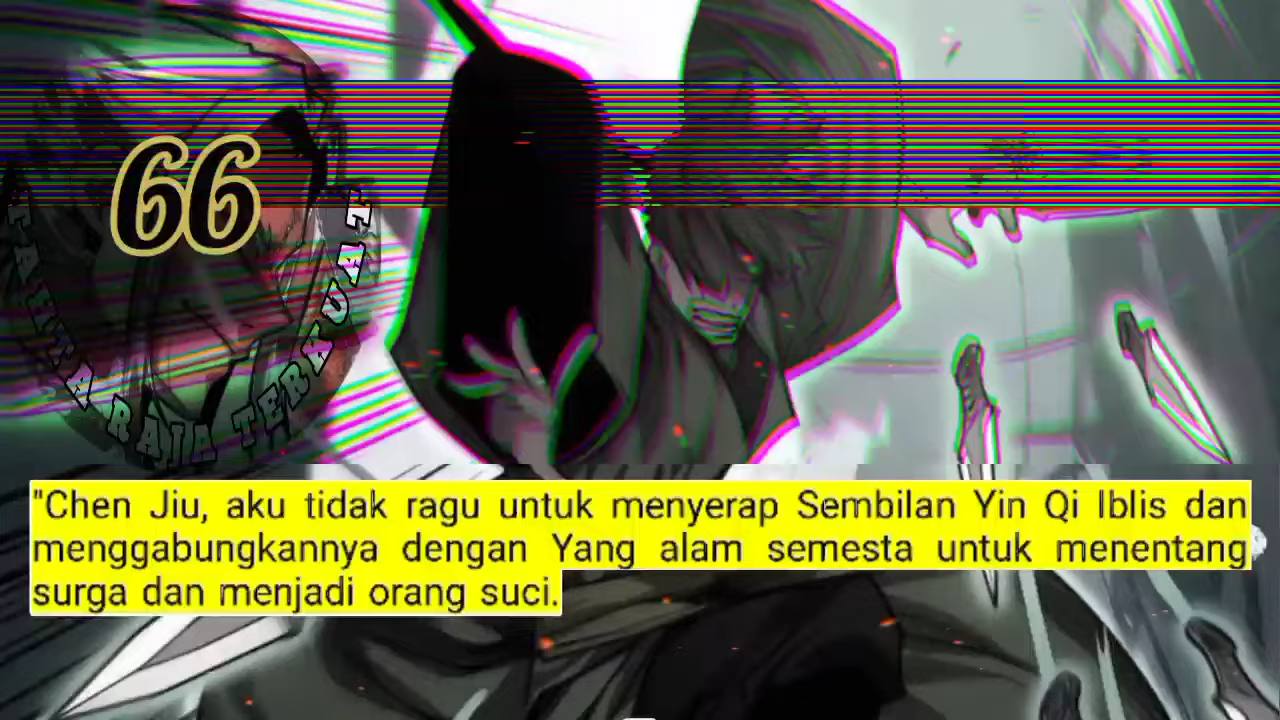 66
TAHTA RAJA TERKUAT
"Chen Jiu, aku tidak ragu untuk menyerap Sembilan Yin Qi Iblis dan
menggabungkannya dengan Yang alam semesta untuk menentang
surga dan menjadi orang suci.